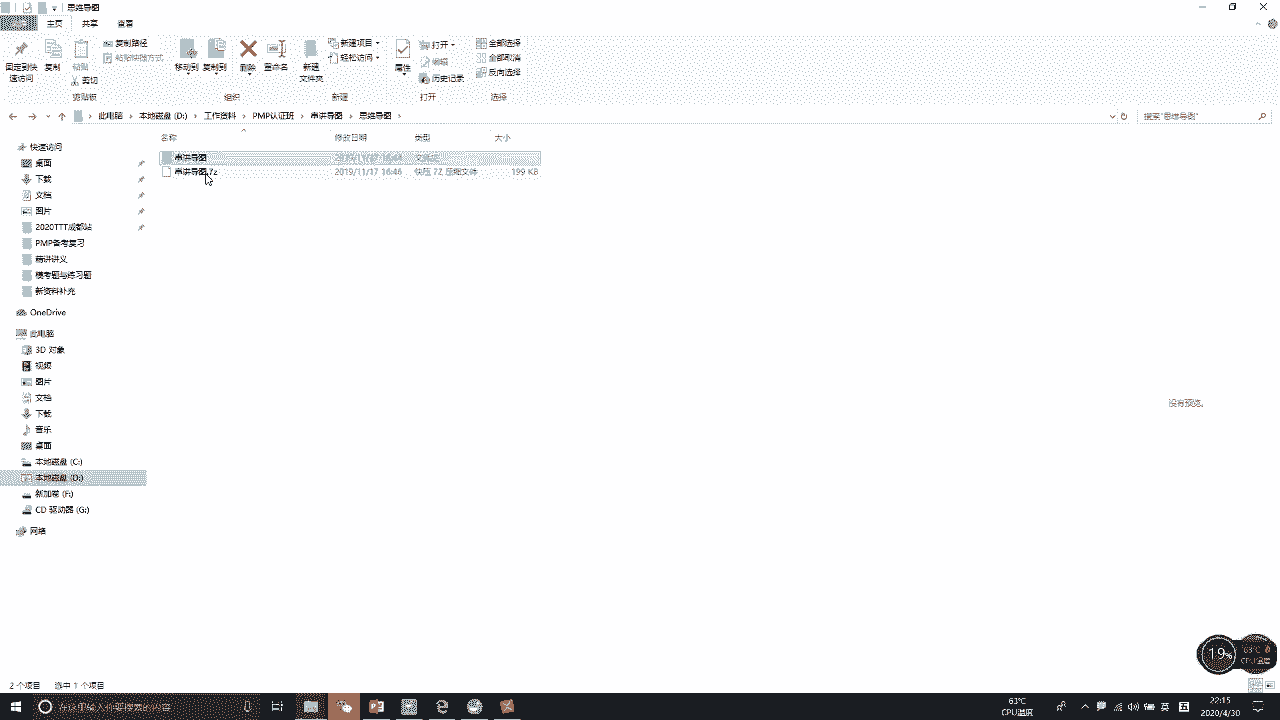 思维导图
主页 共享 查看
固定到快速访问
复制
粘贴
复制路径
粘贴快捷方式
剪切
剪贴板
移动到
复制到
删除
重命名
组织
新建文件夹
新建项目
轻松访问
新建
属性
打开
编辑
历史记录
打开
全部选择
全部取消
反向选择
选择
此电脑 › 本地磁盘 (D:) › 工作资料 › PMP认证班 › 串讲导图 › 思维导图 ›
搜索"思维导图"
名称 修改日期 类型 大小
串讲导图
串讲导图.7z 2019/11/17 16:46 快压 7Z 压缩文件 199 KB
快速访问
桌面
下载
文档
图片
2020TTT成都站
PMP备考复习
精讲讲义
模考题与练习题
新资料补充
OneDrive
此电脑
3D 对象
视频
图片
文档
下载
音乐
桌面
本地磁盘 (C:)
本地磁盘 (D:)
新加卷 (F:)
CD 驱动器 (G:)
网络
没有预览。
2 个项目 选中 1 个项目
在这里输入你要搜索的内容
63℃
CPU温度
英
五
22:15
2020/4/30